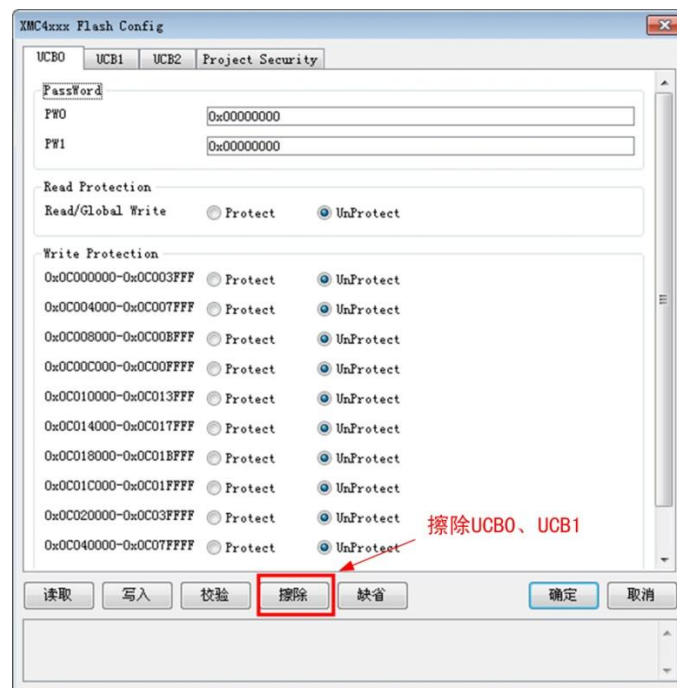 XMC4xxx Flash Config
UCB0 UCB1 UCB2 Project Security
PassWord
PW0 0x00000000
PW1 0x00000000
Read Protection
Read/Global Write Protect UnProtect
Write Protection
0x0C000000-0x0C003FFF Protect UnProtect
0x0C004000-0x0C007FFF Protect UnProtect
0x0C008000-0x0C00BFFF Protect UnProtect
0x0C00C000-0x0C00FFFF Protect UnProtect
0x0C010000-0x0C013FFF Protect UnProtect
0x0C014000-0x0C017FFF Protect UnProtect
0x0C018000-0x0C01BFFF Protect UnProtect
0x0C01C000-0x0C01FFFF Protect UnProtect
0x0C020000-0x0C03FFFF Protect UnProtect
擦除UCB0、UCB1
0x0C040000-0x0C07FFFF Protect UnProtect
读取 写入 校验 擦除 缺省 确定 取消